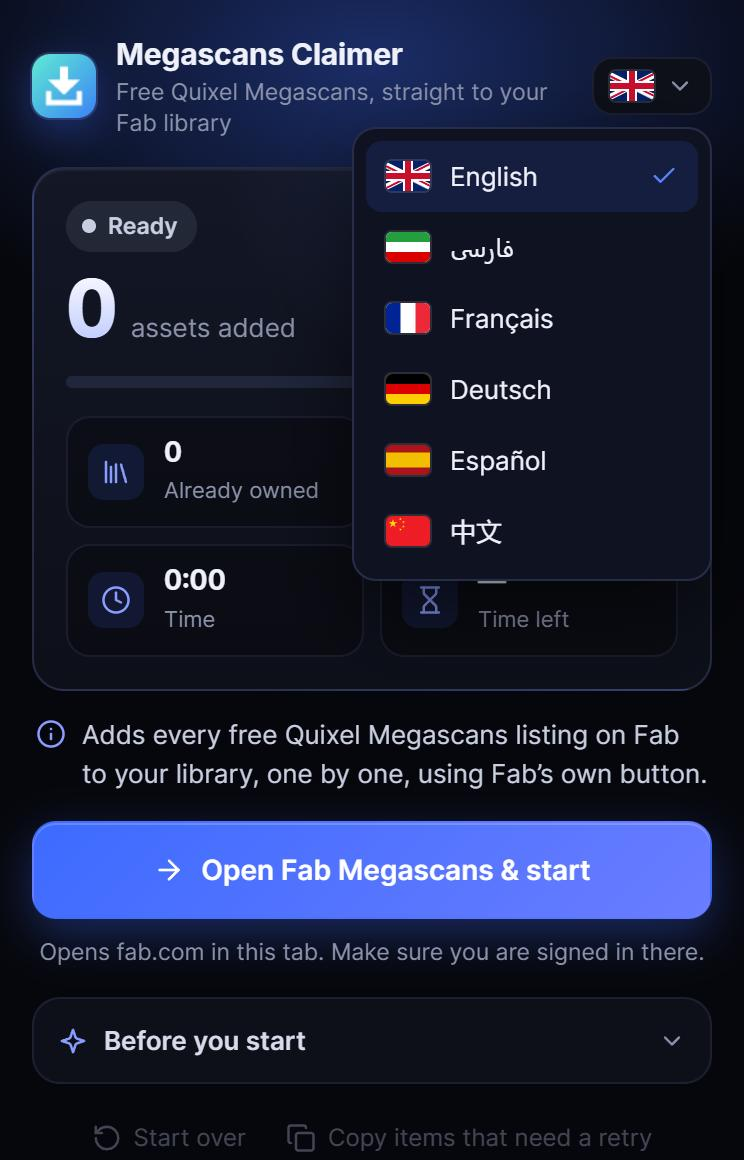 Megascans Claimer
Free Quixel Megascans, straight to your
Fab library
English
فارسی
Français
Deutsch
Español
中文
Ready
0 assets added
0
Already owned
0:00
Time
Time left
Adds every free Quixel Megascans listing on Fab
to your library, one by one, using Fab’s own button.
Open Fab Megascans & start
Opens fab.com in this tab. Make sure you are signed in there.
Before you start
Start over
Copy items that need a retry